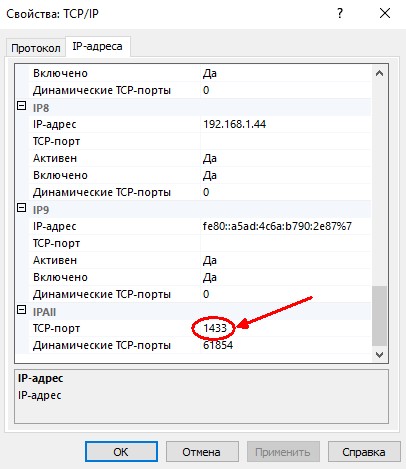 Свойства: TCP/IP
Протокол IP-адреса
Включено Да
Динамические TCP-порты 0
IP8
IP-адрес 192.168.1.44
TCP-порт
Активен Да
Включено Да
Динамические TCP-порты 0
IP9
IP-адрес fe80::a5ad:4c6a:b790:2e87%7
TCP-порт
Активен Да
Включено Да
Динамические TCP-порты 0
IPAll
TCP-порт 1433
Динамические TCP-порты 61854
IP-адрес
IP-адрес
ОК Отмена Применить Справка